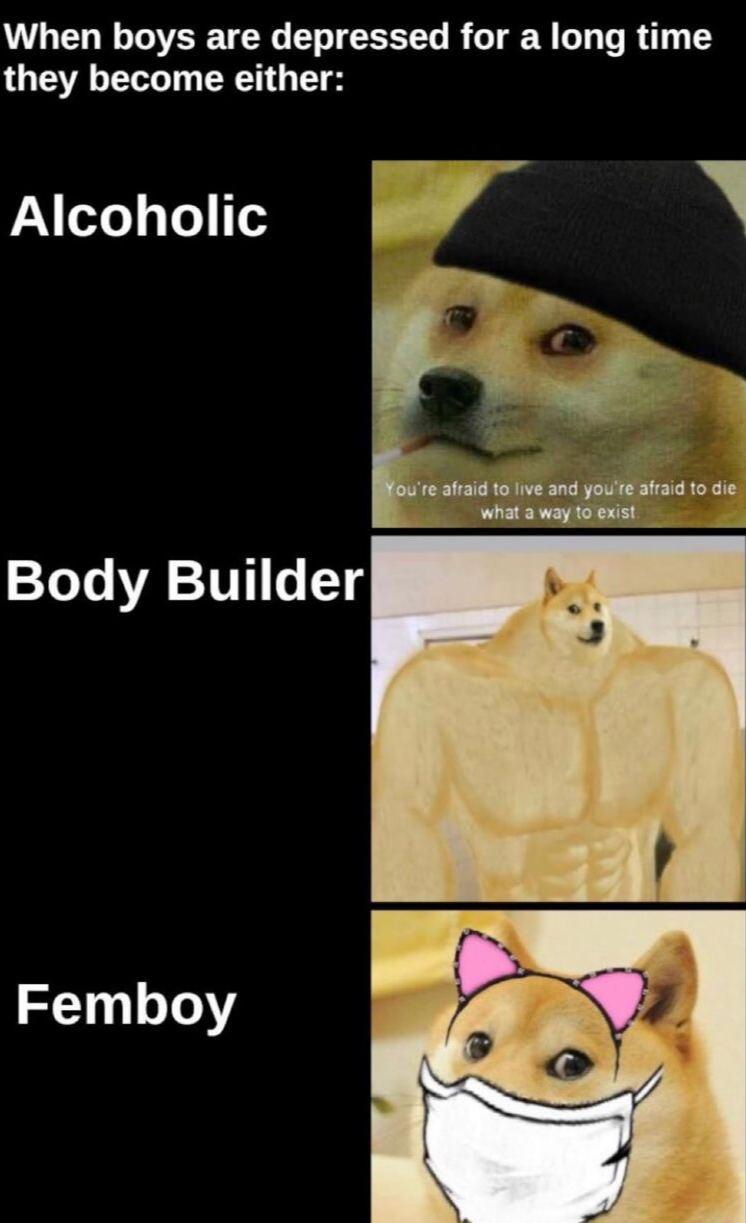 When boys are depressed for a long time
they become either:
Alcoholic
You're afraid to live and you're afraid to die
what a way to exist.
Body Builder
Femboy